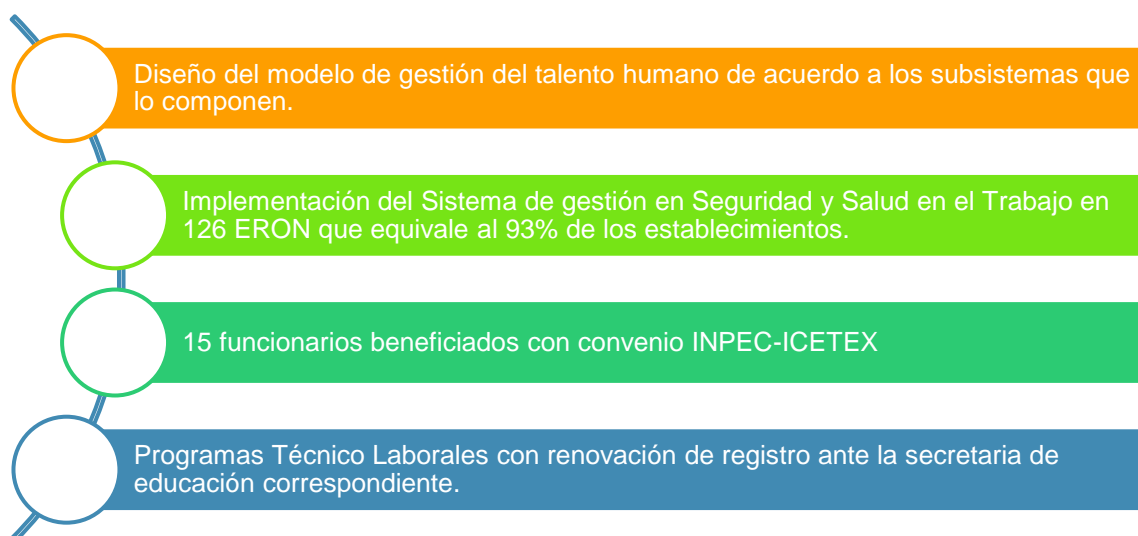 Diseño del modelo de gestión del talento humano de acuerdo a los subsistemas que
lo componen.
Implementación del Sistema de gestión en Seguridad y Salud en el Trabajo en
126 ERON que equivale al 93% de los establecimientos.
15 funcionarios beneficiados con convenio INPEC-ICETEX
Programas Técnico Laborales con renovación de registro ante la secretaria de
educación correspondiente.